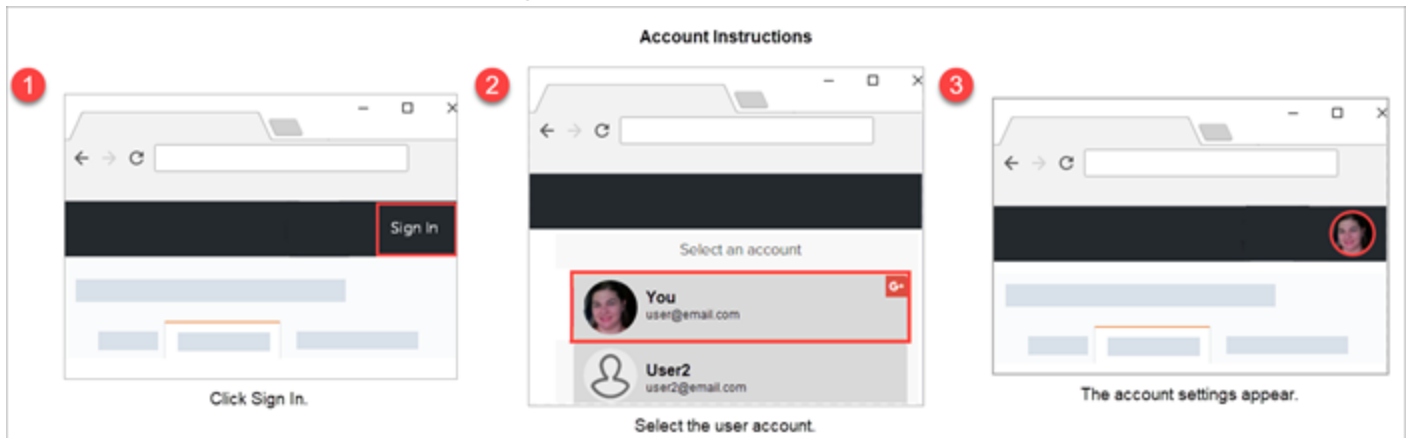 Account Instructions
1
Sign In
Click Sign In.
2
Select an account
You
G+
user@email.com
User2
user2@email.com
Select the user account.
3
The account settings appear.